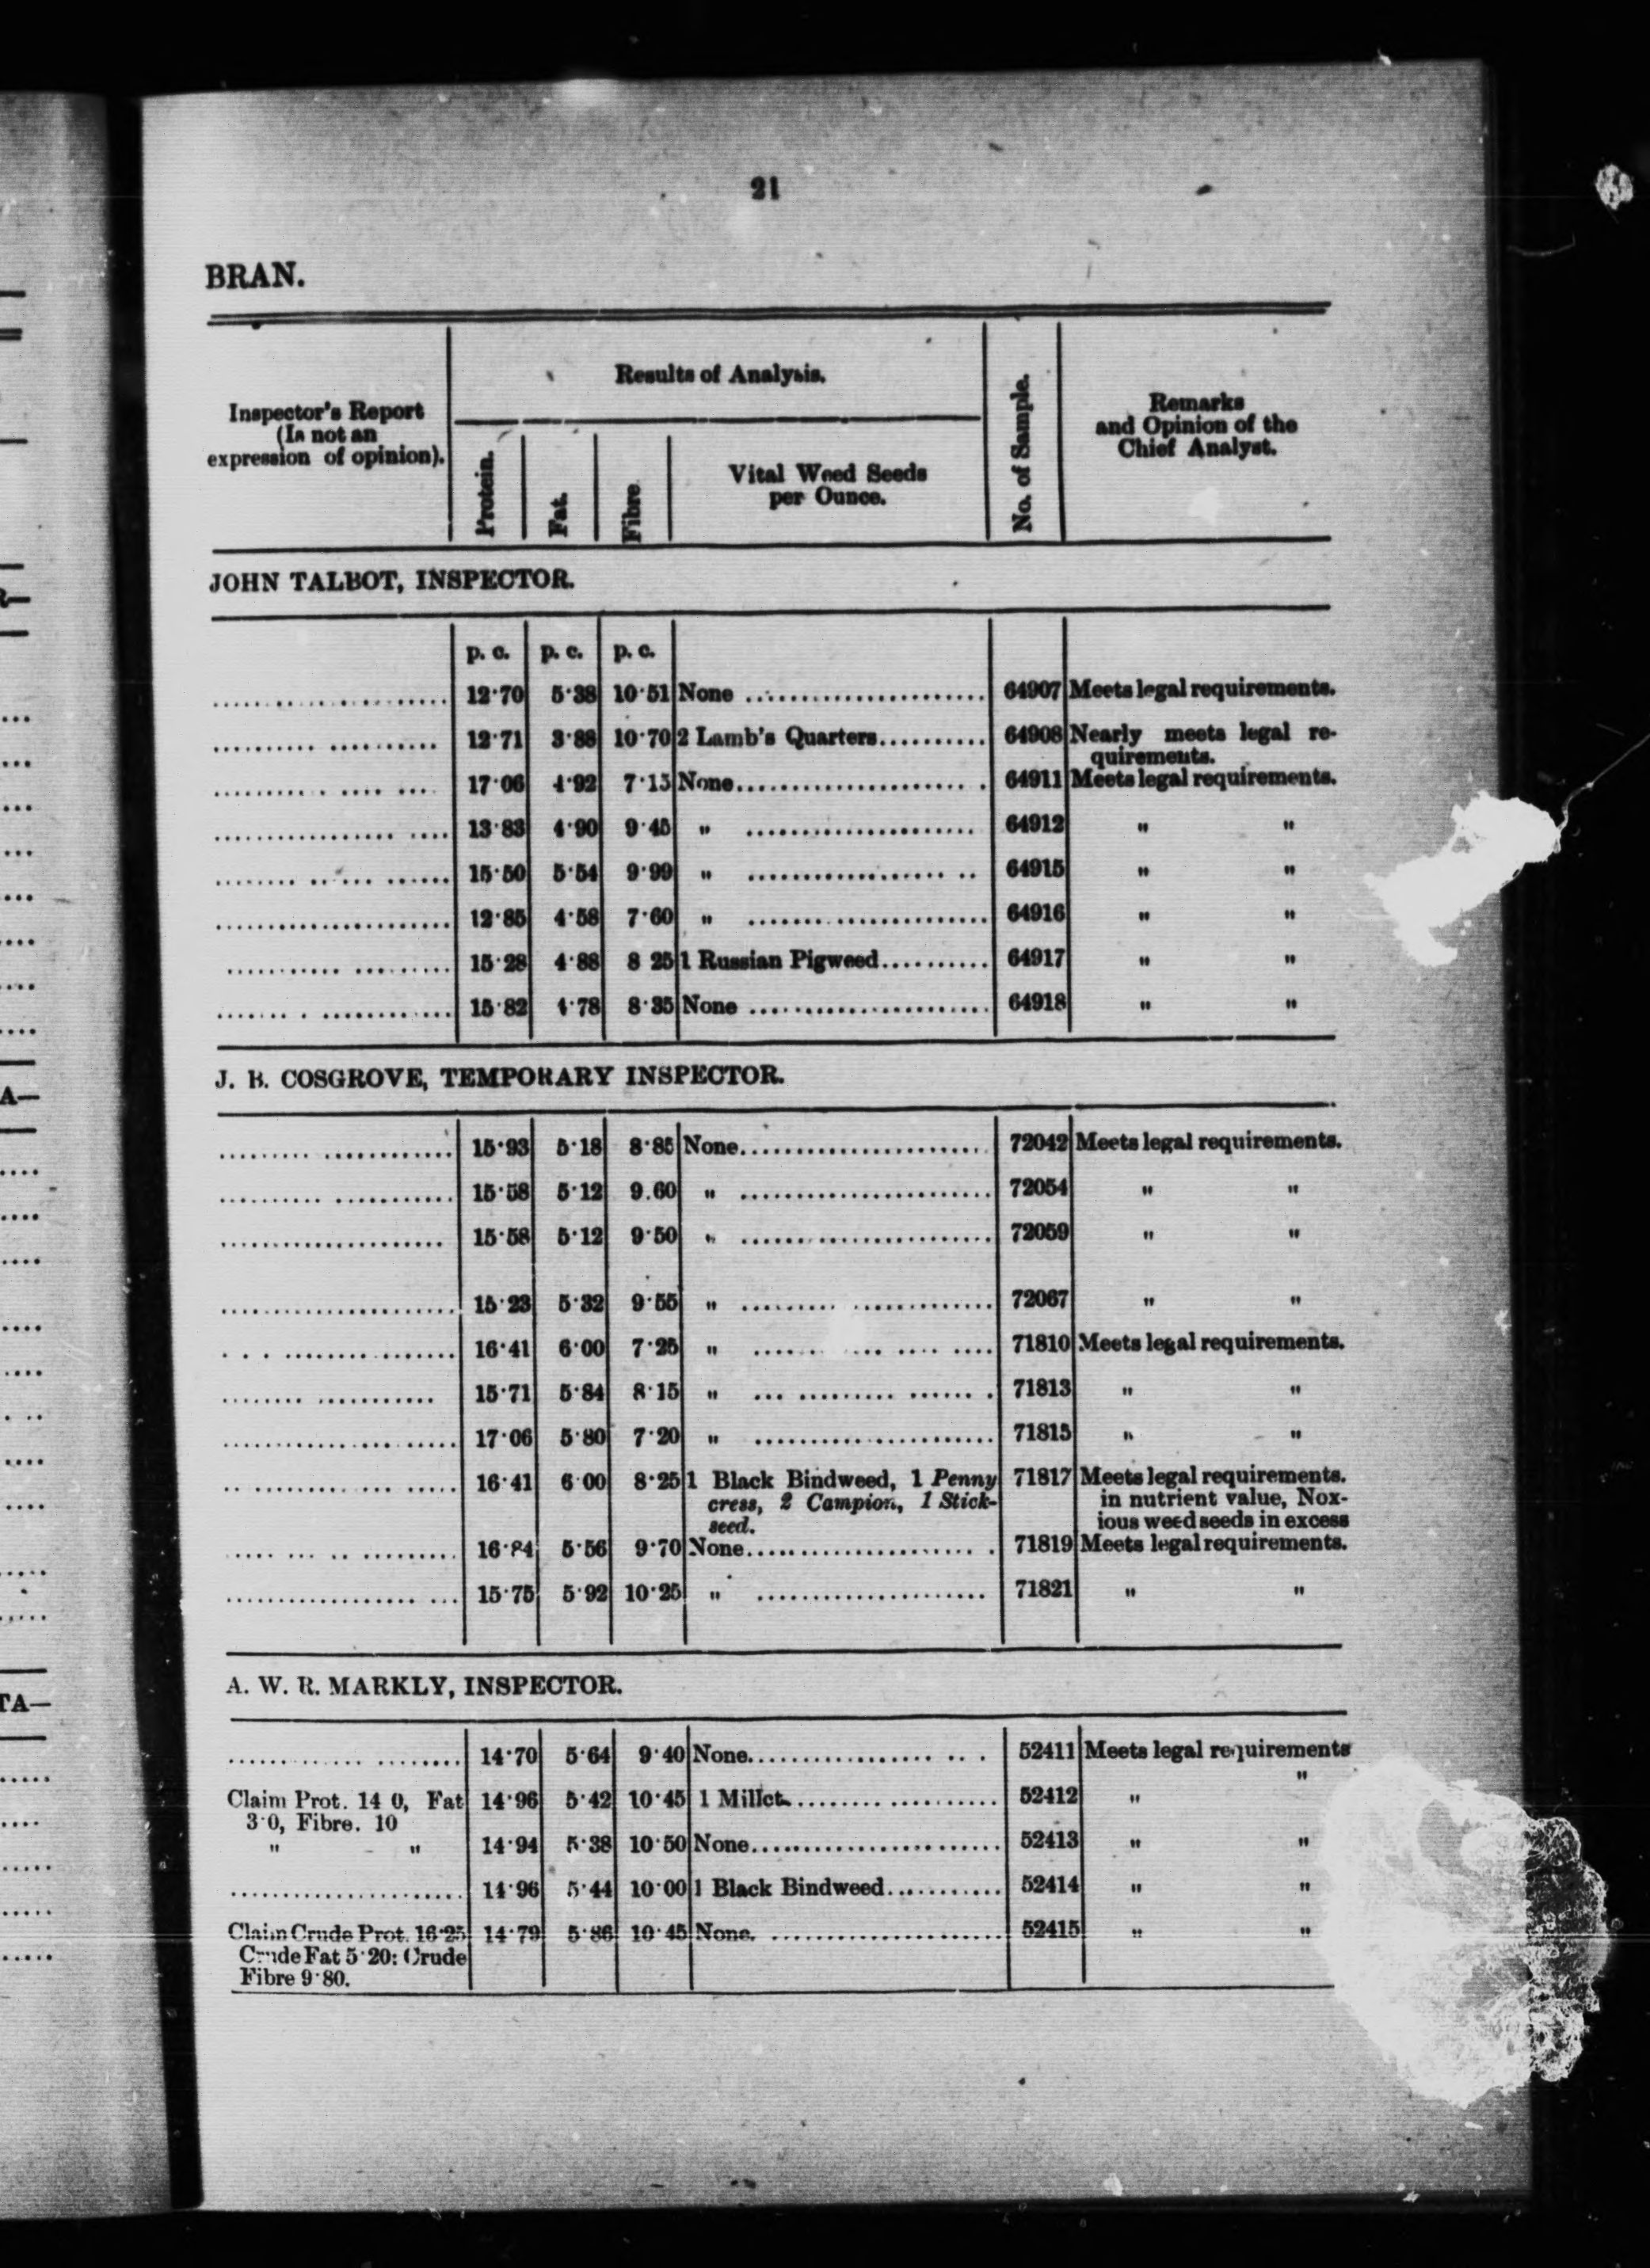 21
BRAN.
Inspector's Report
(Is not an
expression of opinion).
Results of Analysis.
Protein.
Fat.
Fibre
Vital Weed Seeds
per Ounce.
No. of Sample.
Remarks
and Opinion of the
Chief Analyst.
JOHN TALBOT, INSPECTOR.
p. c. p. c. p. c.
..................... 12·70 5·38 10·51 None ...................... 64907 Meets legal requirements.
.................... 12·71 3·88 10·70 2 Lamb's Quarters.......... 64908 Nearly meets legal re-
quirements.
.......... . .... .... 17·06 4·92 7·15 None...................... . 64911 Meets legal requirements.
................. .... 13·83 4·90 9·45 " ..................... 64912 " "
........ .. ... ...... 15·50 5·54 9·99 " .................. .. 64915 " "
...................... 12·85 4·58 7·60 " ...................... 64916 " "
........... ......... 15·28 4·88 8 25 1 Russian Pigweed.......... 64917 " "
....... . ............ 15·82 4·78 8·35 None ...................... 64918 " "
J. B. COSGROVE, TEMPORARY INSPECTOR.
......... ............ 15·93 5·18 8·85 None....................... 72042 Meets legal requirements.
.......... ........... 15·58 5·12 9.60 " ....................... 72054 " "
..................... 15·58 5·12 9·50 " ....................... 72059 " "
...................... 15·23 5·32 9·55 " ......... ............. 72067 " "
. . . ................ 16·41 6·00 7·25 " ...... ... .... .... 71810 Meets legal requirements.
........ ........... 15·71 5·84 8·15 " ... ......... ...... . 71813 " "
...................... 17·06 5·80 7·20 " ...................... 71815 " "
.. ............. ..... 16·41 6·00 8·25 1 Black Bindweed, 1 Penny 71817 Meets legal requirements.
cress, 2 Campion, 1 Stick- in nutrient value, Nox-
seed. ious weed seeds in excess
.... ... .. ......... 5·56 9·70 None...................... . 71819 Meets legal requirements.
.................. ... 15·75 5·92 10·25 " ..................... 71821 " "
A. W. R. MARKLY, INSPECTOR.
............. ........ 14·70 5·64 9·40 None................... ... . 52411 Meets legal requirements
"
Claim Prot. 14 0, Fat 14·96 5·42 10·45 1 Millet.................... 52412 "
3·0, Fibre. 10
" " 14·94 5·38 10·50 None....................... 52413 " "
...................... 14·96 5·44 10·00 1 Black Bindweed........... 52414 " "
Claim Crude Prot. 16·25 14·79 5·86 10·45 None. ..................... 52415 " "
Crude Fat 5·20: Crude
Fibre 9·80.
R—
A—
TA—